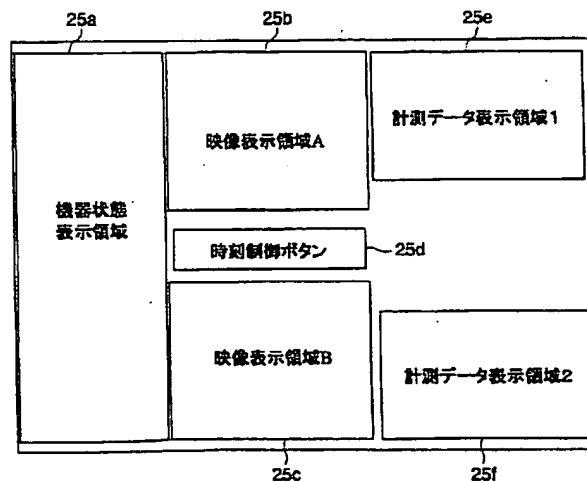 25a
25b
25e
機器状態
表示領域
映像表示領域A
計測データ表示領域1
時刻制御ボタン
25d
映像表示領域B
計測データ表示領域2
25c
25f